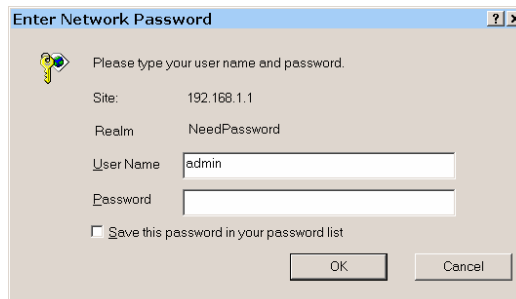 Enter Network Password ? x
Please type your user name and password.
Site: 192.168.1.1
Realm NeedPassword
User Name admin
Password
Save this password in your password list
OK Cancel